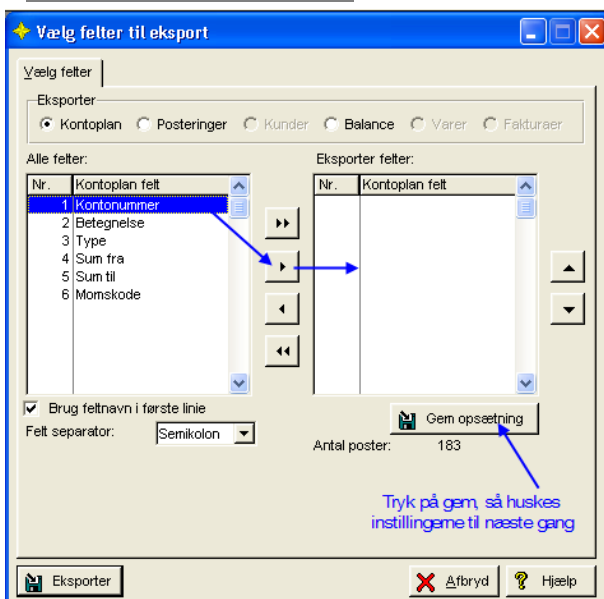 Vælg felter til eksport
Vælg felter
Eksporter
Kontoplan Posteringer Kunder Balance Varer Fakturaer
Alle felter: Eksporter felter:
Nr. Kontoplan felt Nr. Kontoplan felt
1 Kontonummer
2 Betegnelse
3 Type
4 Sum fra
5 Sum til
6 Momskode
Brug feltnavn i første linie
Felt separator: Semikolon
Gem opsætning
Antal poster: 183
Tryk på gem, så huskes
instillingerne til næste gang
Eksporter Afbryd Hjælp